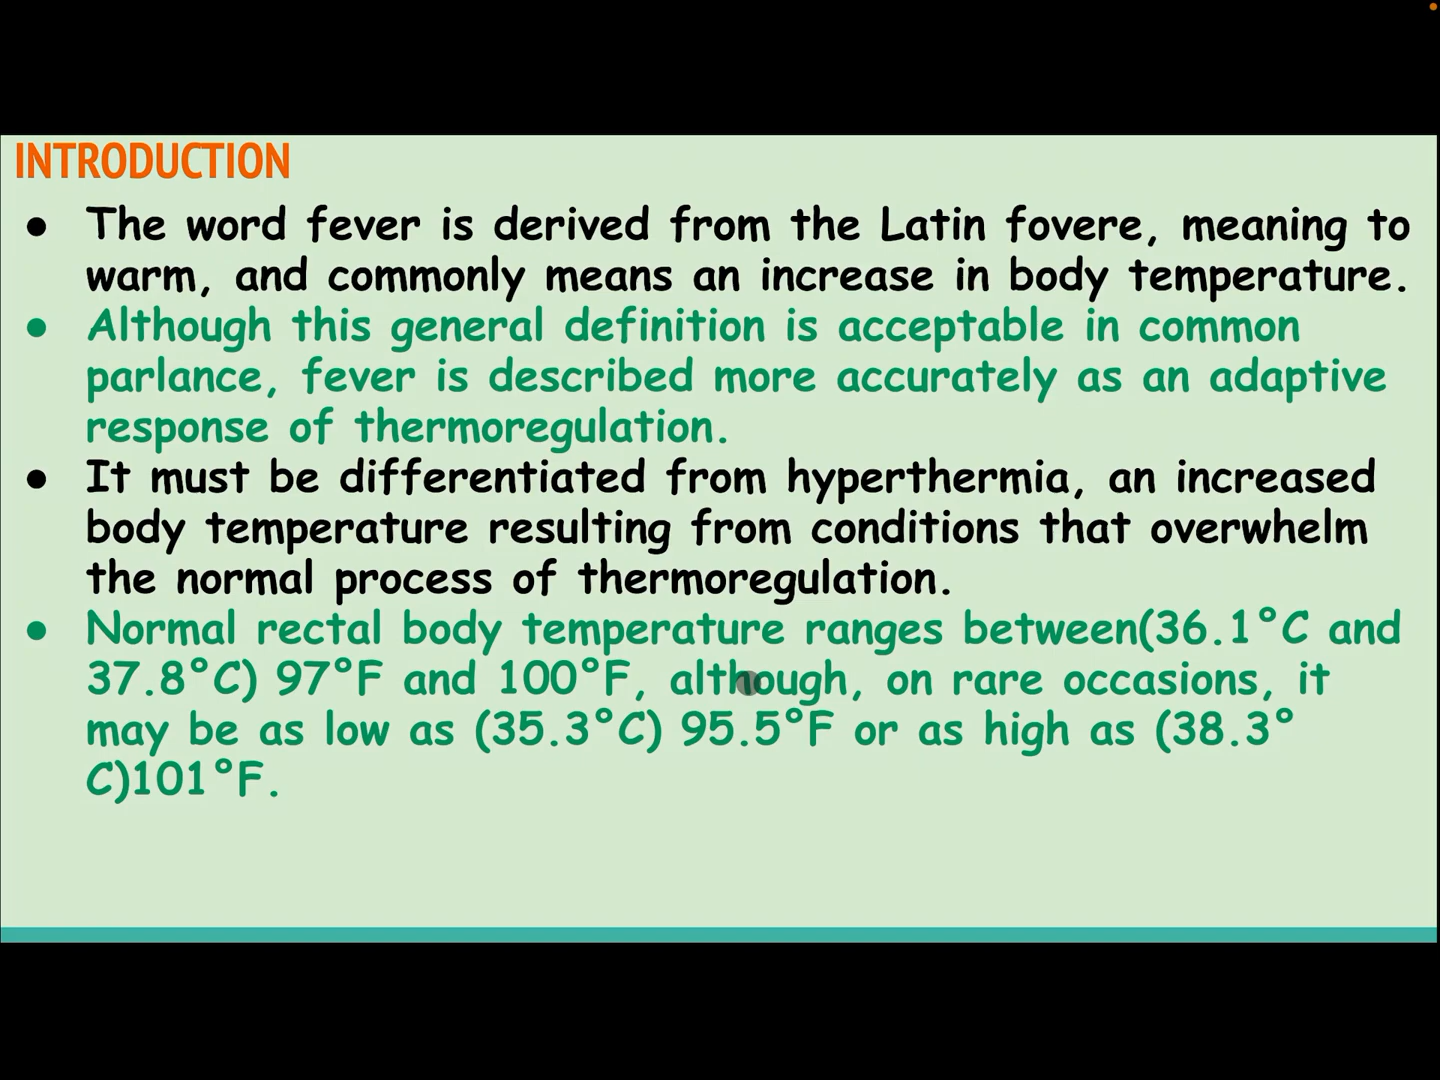 INTRODUCTION
● The word fever is derived from the Latin fovere, meaning to
warm, and commonly means an increase in body temperature.
● Although this general definition is acceptable in common
parlance, fever is described more accurately as an adaptive
response of thermoregulation.
● It must be differentiated from hyperthermia, an increased
body temperature resulting from conditions that overwhelm
the normal process of thermoregulation.
● Normal rectal body temperature ranges between(36.1°C and
37.8°C) 97°F and 100°F, although, on rare occasions, it
may be as low as (35.3°C) 95.5°F or as high as (38.3°
C)101°F.